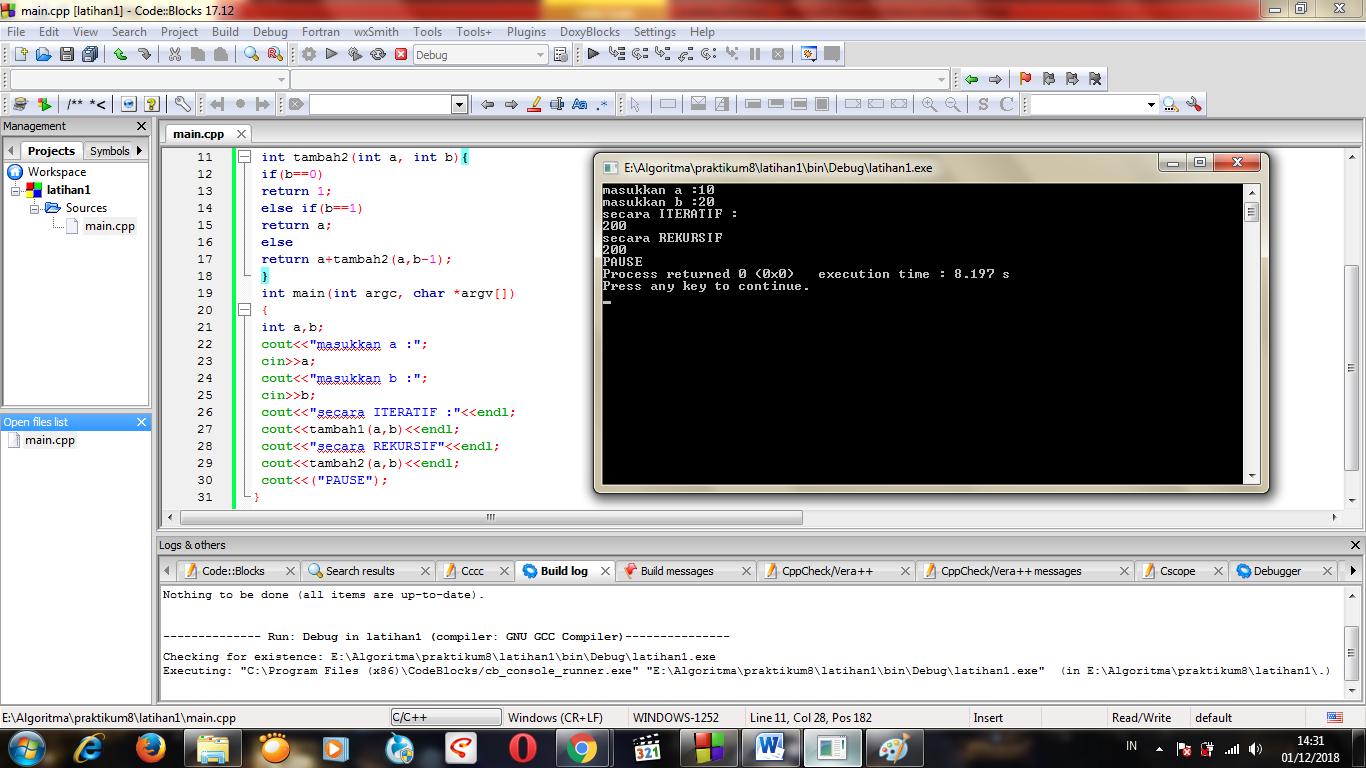 main.cpp [latihan1] - Code::Blocks 17.12
File Edit View Search Project Build Debug Fortran wxSmith Tools Tools+ Plugins DoxyBlocks Settings Help
Debug
/** *<
Aa .*
S C
Management
Projects Symbols
Workspace
latihan1
Sources
main.cpp
Open files list
main.cpp
main.cpp
11 int tambah2(int a, int b){
12 if(b==0)
13 return 1;
14 else if(b==1)
15 return a;
16 else
17 return a+tambah2(a,b-1);
18 }
19 int main(int argc, char *argv[])
20 {
21 int a,b;
22 cout<<"masukkan a :";
23 cin>>a;
24 cout<<"masukkan b :";
25 cin>>b;
26 cout<<"secara ITERATIF :"<<endl;
27 cout<<tambah1(a,b)<<endl;
28 cout<<"secara REKURSIF"<<endl;
29 cout<<tambah2(a,b)<<endl;
30 cout<<("PAUSE");
31 }
E:\Algoritma\praktikum8\latihan1\bin\Debug\latihan1.exe
masukkan a :10
masukkan b :20
secara ITERATIF :
200
secara REKURSIF
200
PAUSE
Process returned 0 (0x0)   execution time : 8.197 s
Press any key to continue.
Logs & others
Code::Blocks Search results Cccc Build log Build messages CppCheck/Vera++ CppCheck/Vera++ messages Cscope Debugger
Nothing to be done (all items are up-to-date).
-------------- Run: Debug in latihan1 (compiler: GNU GCC Compiler)---------------
Checking for existence: E:\Algoritma\praktikum8\latihan1\bin\Debug\latihan1.exe
Executing: "C:\Program Files (x86)\CodeBlocks/cb_console_runner.exe" "E:\Algoritma\praktikum8\latihan1\bin\Debug\latihan1.exe"  (in E:\Algoritma\praktikum8\latihan1\.)
E:\Algoritma\praktikum8\latihan1\main.cpp C/C++ Windows (CR+LF) WINDOWS-1252 Line 11, Col 28, Pos 182 Insert Read/Write default
321
IN
14:31
01/12/2018